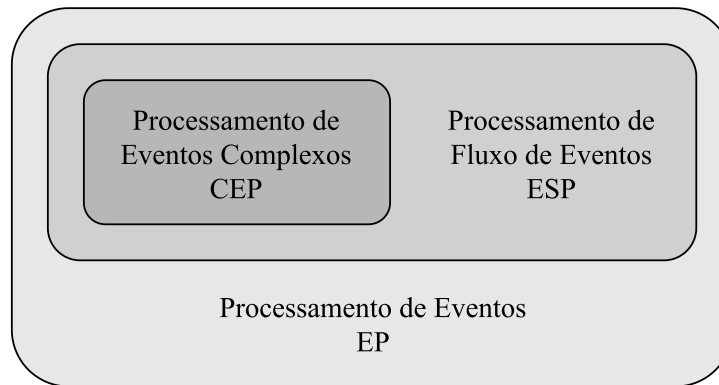 Processamento de
Eventos Complexos
CEP
Processamento de
Fluxo de Eventos
ESP
Processamento de Eventos
EP